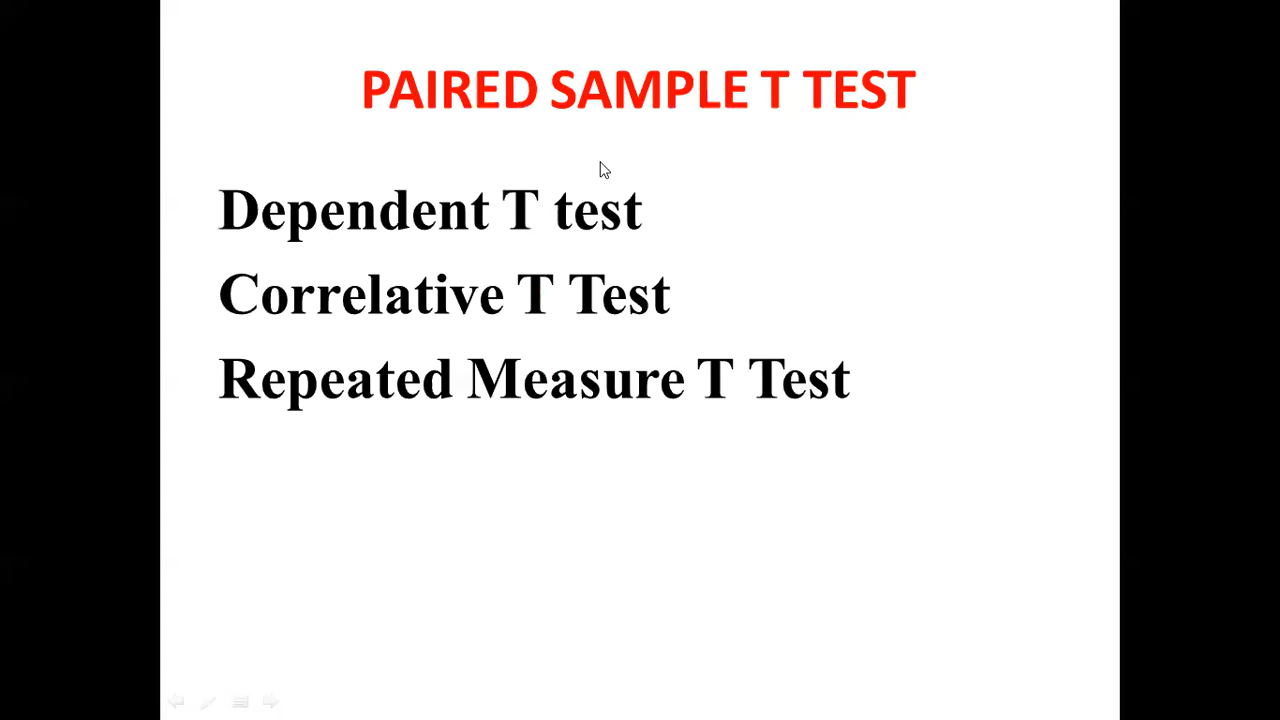 PAIRED SAMPLE T TEST
Dependent T test
Correlative T Test
Repeated Measure T Test